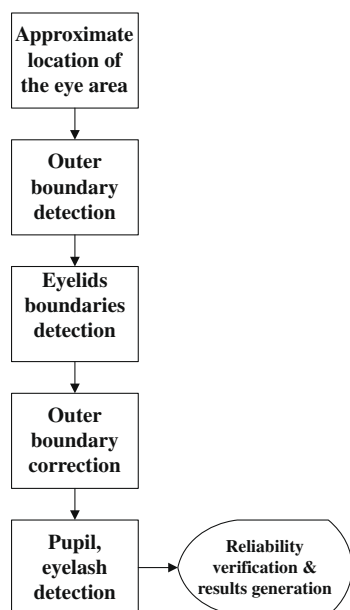 Approximate
location of
the eye area
Outer
boundary
detection
Eyelids
boundaries
detection
Outer
boundary
correction
Pupil,
eyelash
detection
Reliability
verification &
results generation